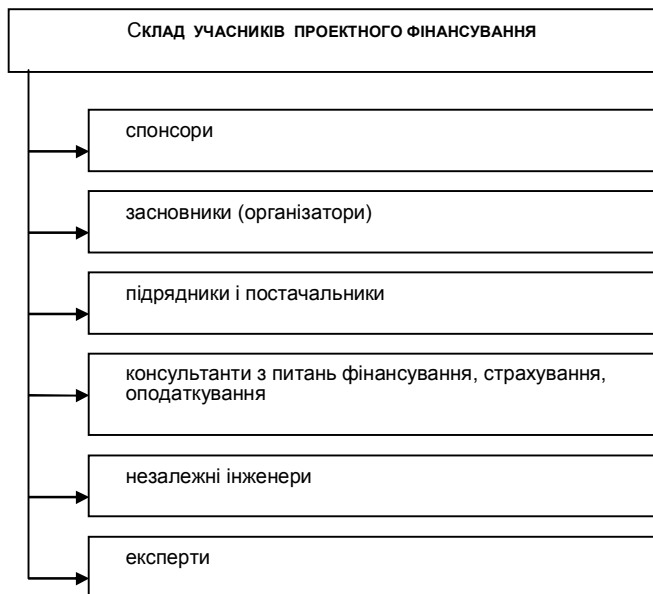 СКЛАД УЧАСНИКІВ ПРОЕКТНОГО ФІНАНСУВАННЯ
спонсори
засновники (організатори)
підрядники і постачальники
консультанти з питань фінансування, страхування,
оподаткування
незалежні інженери
експерти